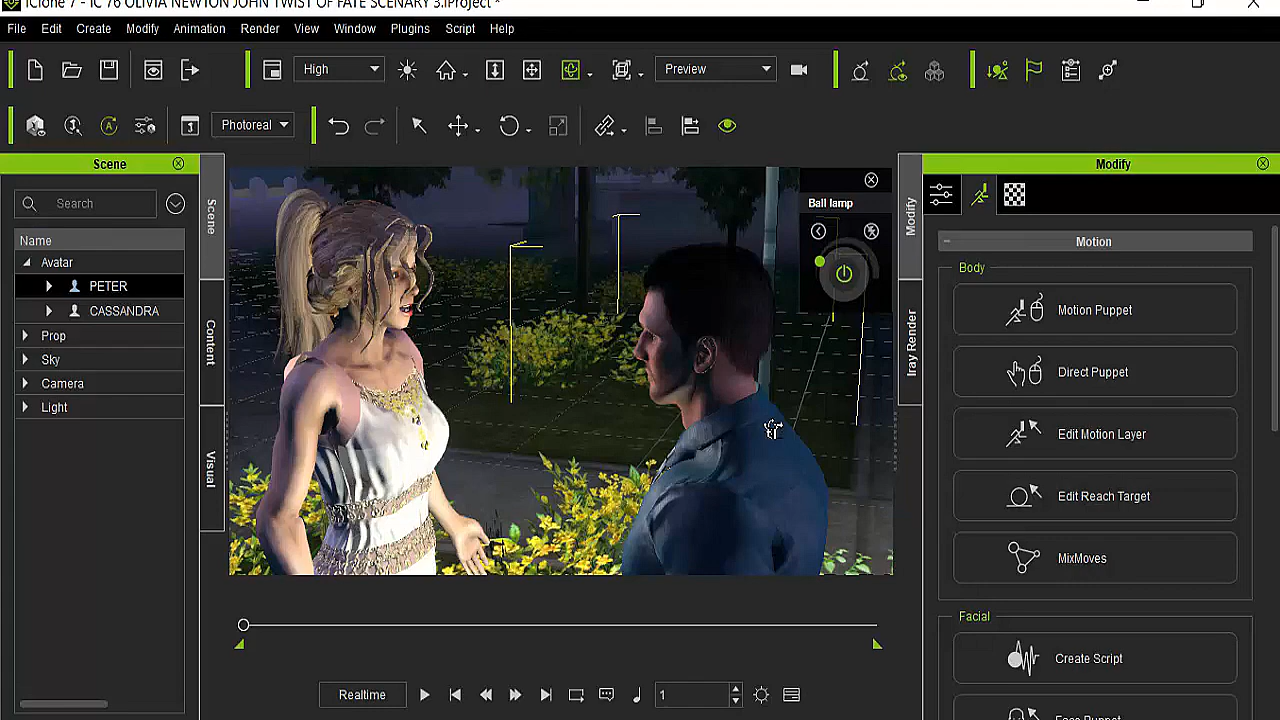 iClone 7 - IC 76 OLIVIA NEWTON JOHN TWIST OF FATE SCENARY 3.iProject *
File Edit Create Modify Animation Render View Window Plugins Script Help
High Preview
Photoreal
Scene
Search
Name
Avatar
PETER
CASSANDRA
Prop
Sky
Camera
Light
Scene
Content
Visual
Ball lamp
Modify
Iray Render
Modify
Motion
Body
Motion Puppet
Direct Puppet
Edit Motion Layer
Edit Reach Target
MixMoves
Facial
Create Script
Face Puppet
Realtime 1